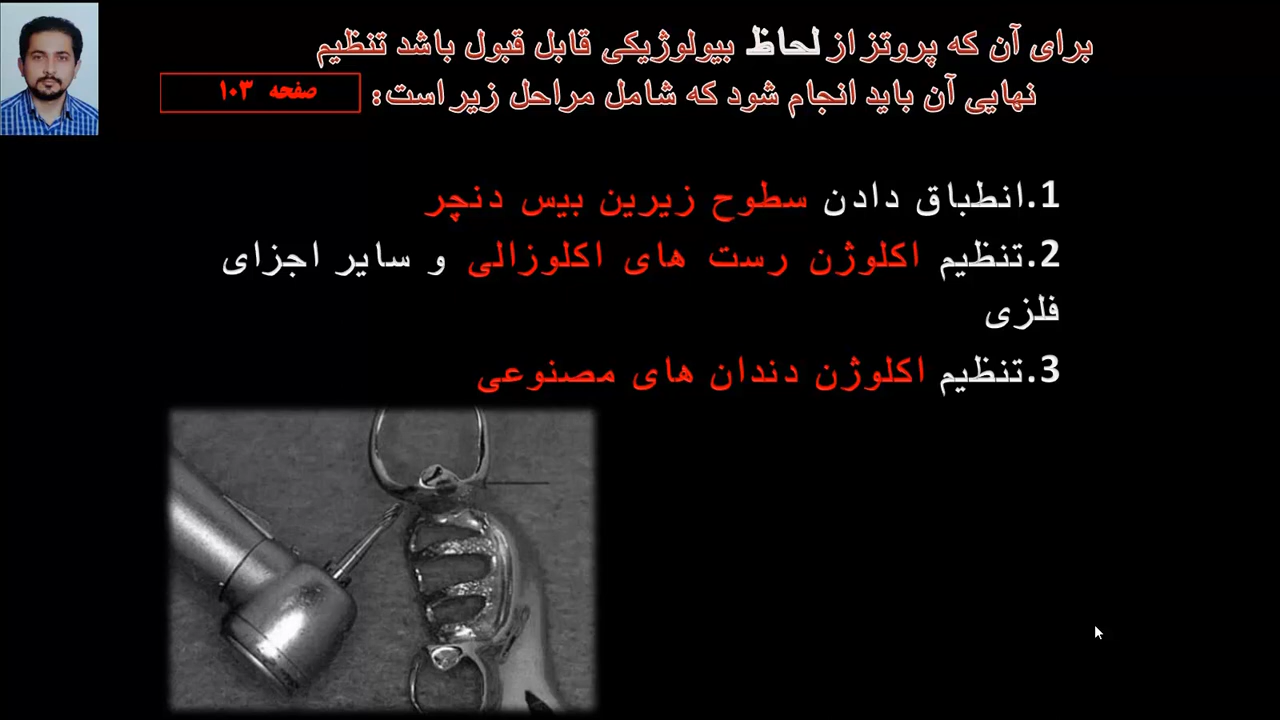 برای آن که پروتز از لحاظ بیولوژیکی قابل قبول باشد تنظیم
نهایی آن باید انجام شود که شامل مراحل زیر است:
صفحه ۱۰۳
1.انطباق دادن سطوح زیرین بیس دنچر
2.تنظیم اکلوژن رست های اکلوزالی و سایر اجزای
فلزی
3.تنظیم اکلوژن دندان های مصنوعی